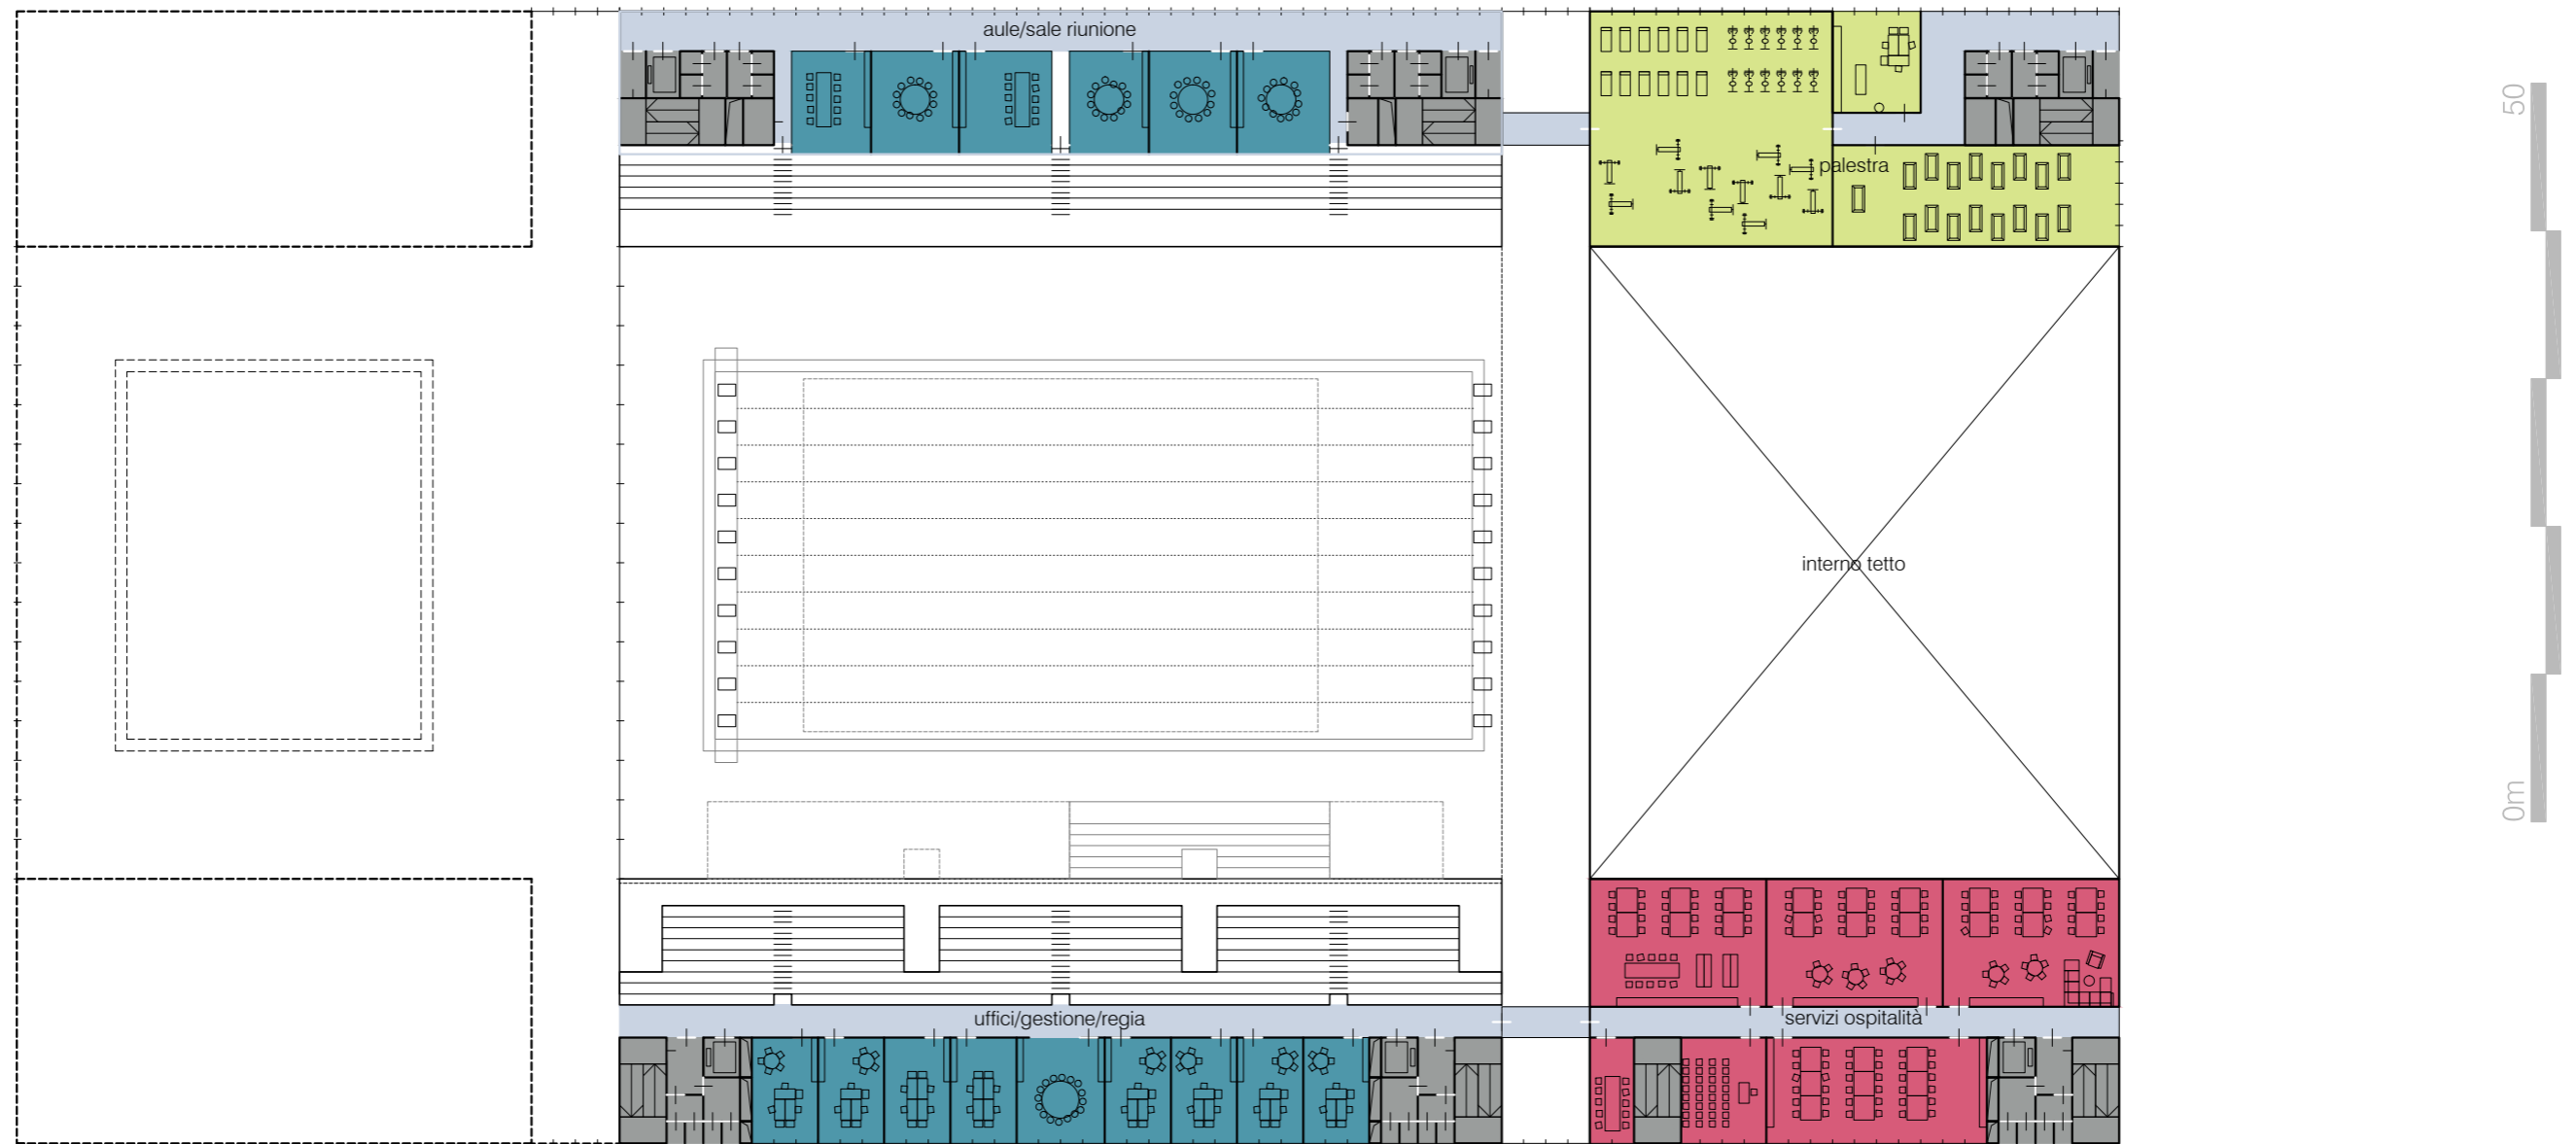 aule/sale riunione
50
palestra
interno tetto
0m
uffici/gestione/regia
servizi ospitalità